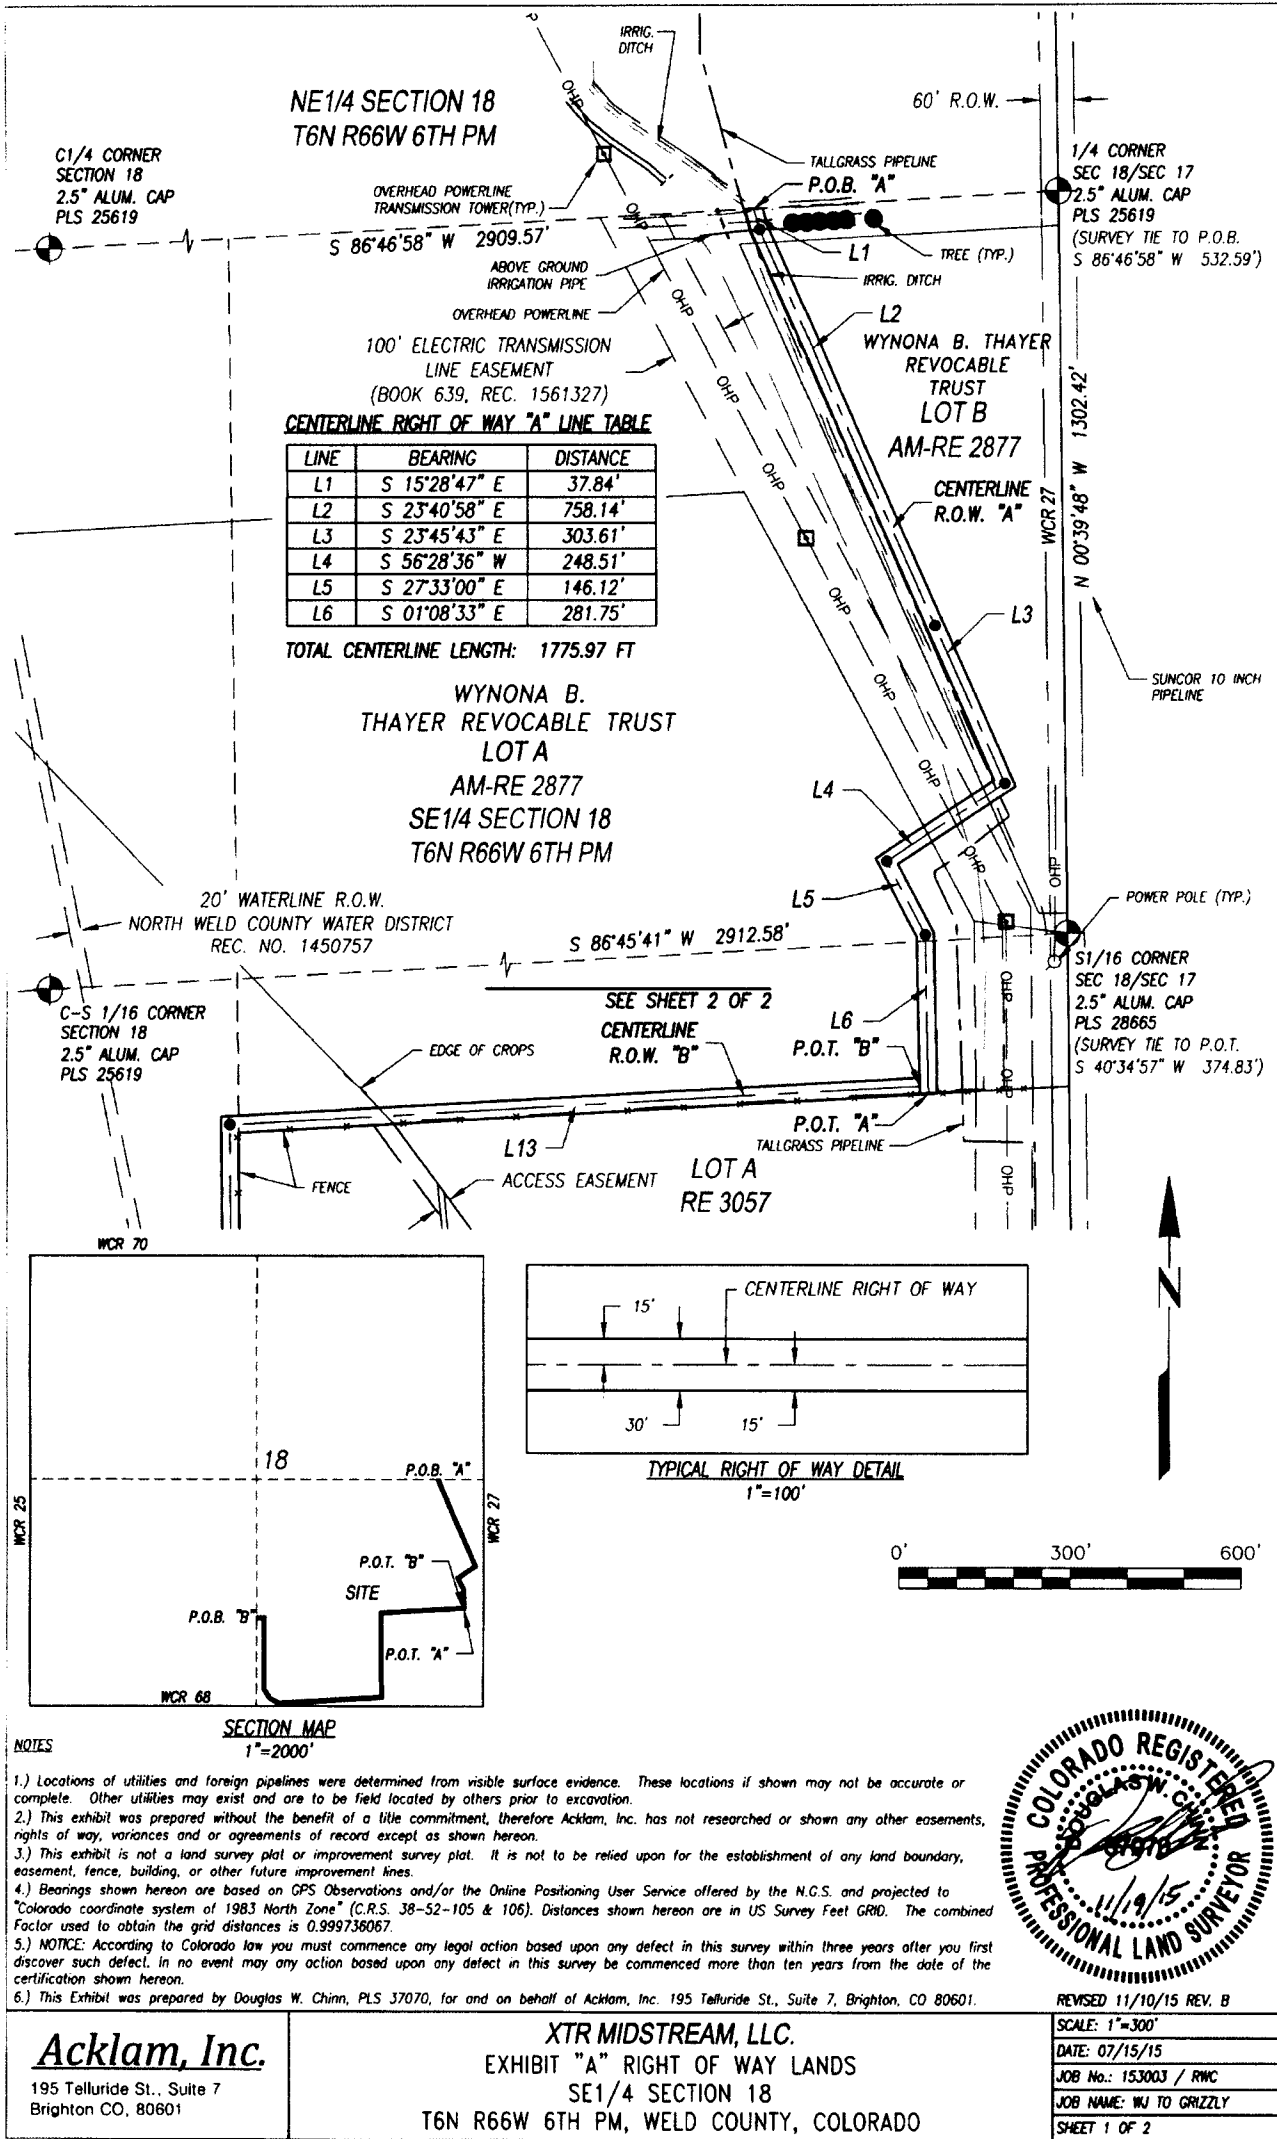 IRRIG.
DITCH
P
OHP
NE1/4 SECTION 18
T6N R66W 6TH PM
60' R.O.W.
C1/4 CORNER
SECTION 18
2.5" ALUM. CAP
PLS 25619
1/4 CORNER
SEC 18/SEC 17
2.5" ALUM. CAP
PLS 25619
(SURVEY TIE TO P.O.B.
S 86°46'58" W 532.59')
TALLGRASS PIPELINE
P.O.B. "A"
OVERHEAD POWERLINE
TRANSMISSION TOWER(TYP.)
OHP
S 86°46'58" W 2909.57'
L1
TREE (TYP.)
ABOVE GROUND
IRRIGATION PIPE
IRRIG. DITCH
OHP
OVERHEAD POWERLINE
L2
100' ELECTRIC TRANSMISSION
LINE EASEMENT
(BOOK 639, REC. 1561327)
WYNONA B. THAYER
REVOCABLE
TRUST
LOT B
AM-RE 2877
OHP
N 00°39'48" W 1302.42'
CENTERLINE RIGHT OF WAY "A" LINE TABLE
LINE BEARING DISTANCE
L1 S 15°28'47" E 37.84'
L2 S 23°40'58" E 758.14'
L3 S 23°45'43" E 303.61'
L4 S 56°28'36" W 248.51'
L5 S 27°33'00" E 146.12'
L6 S 01°08'33" E 281.75'
OHP
CENTERLINE
R.O.W. "A"
WCR 27
OHP
L3
TOTAL CENTERLINE LENGTH: 1775.97 FT
SUNCOR 10 INCH
PIPELINE
OHP
WYNONA B.
THAYER REVOCABLE TRUST
LOT A
AM-RE 2877
SE1/4 SECTION 18
T6N R66W 6TH PM
OHP
L4
OHP
OHP
20' WATERLINE R.O.W.
NORTH WELD COUNTY WATER DISTRICT
REC. NO. 1450757
L5
POWER POLE (TYP.)
S 86°45'41" W 2912.58'
S1/16 CORNER
SEC 18/SEC 17
2.5" ALUM. CAP
PLS 28665
(SURVEY TIE TO P.O.T.
S 40°34'57" W 374.83')
C-S 1/16 CORNER
SECTION 18
2.5" ALUM. CAP
PLS 25619
SEE SHEET 2 OF 2
CENTERLINE
R.O.W. "B"
OHP
L6
P.O.T. "B"
EDGE OF CROPS
OHP
P.O.T. "A"
TALLGRASS PIPELINE
L13
LOT A
RE 3057
OHP
FENCE
ACCESS EASEMENT
WCR 70
18
P.O.B. "A"
WCR 25
WCR 27
P.O.T. "B"
SITE
P.O.B. "B"
P.O.T. "A"
WCR 68
SECTION MAP
1"=2000'
15'
CENTERLINE RIGHT OF WAY
30'
15'
TYPICAL RIGHT OF WAY DETAIL
1"=100'
N
0' 300' 600'
NOTES
1.) Locations of utilities and foreign pipelines were determined from visible surface evidence. These locations if shown may not be accurate or
complete. Other utilities may exist and are to be field located by others prior to excavation.
2.) This exhibit was prepared without the benefit of a title commitment, therefore Acklam, Inc. has not researched or shown any other easements,
rights of way, variances and or agreements of record except as shown hereon.
3.) This exhibit is not a land survey plat or improvement survey plat. It is not to be relied upon for the establishment of any land boundary,
easement, fence, building, or other future improvement lines.
4.) Bearings shown hereon are based on GPS Observations and/or the Online Positioning User Service offered by the N.G.S. and projected to
"Colorado coordinate system of 1983 North Zone" (C.R.S. 38-52-105 & 106). Distances shown hereon are in US Survey Feet GRID. The combined
Factor used to obtain the grid distances is 0.999736067.
5.) NOTICE: According to Colorado law you must commence any legal action based upon any defect in this survey within three years after you first
discover such defect. In no event may any action based upon any defect in this survey be commenced more than ten years from the date of the
certification shown hereon.
6.) This Exhibit was prepared by Douglas W. Chinn, PLS 37070, for and on behalf of Acklam, Inc. 195 Telluride St., Suite 7, Brighton, CO 80601.
COLORADO REGISTERED
DOUGLAS W. CHINN
11/19/15
PROFESSIONAL LAND SURVEYOR
REVISED 11/10/15 REV. B
Acklam, Inc.
195 Telluride St., Suite 7
Brighton CO, 80601
XTR MIDSTREAM, LLC.
EXHIBIT "A" RIGHT OF WAY LANDS
SE1/4 SECTION 18
T6N R66W 6TH PM, WELD COUNTY, COLORADO
SCALE: 1"=300'
DATE: 07/15/15
JOB No.: 153003 / RWC
JOB NAME: WJ TO GRIZZLY
SHEET 1 OF 2